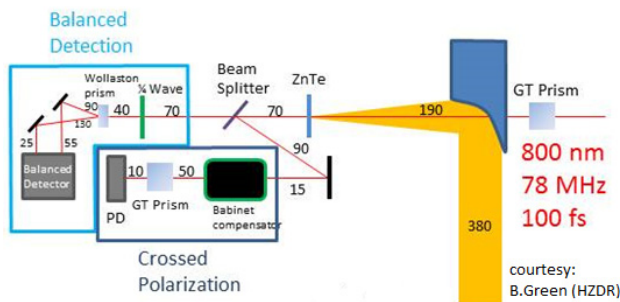 Balanced
Detection
Wollaston
prism
¼ Wave
Beam
Splitter
ZnTe
GT Prism
90
40
70
70
190
130
25
55
90
Balanced
Detector
10
50
15
PD
GT Prism
Babinet
compensator
Crossed
Polarization
380
800 nm
78 MHz
100 fs
courtesy:
B.Green (HZDR)